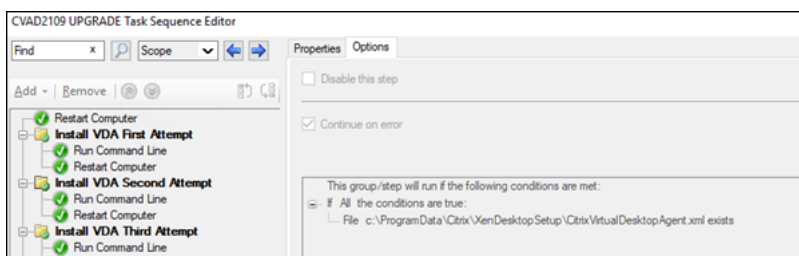 CVAD2109 UPGRADE Task Sequence Editor
Find x Scope Properties Options
Disable this step
Add Remove
Continue on error
Restart Computer
Install VDA First Attempt
Run Command Line
Restart Computer
Install VDA Second Attempt
Run Command Line
Restart Computer
Install VDA Third Attempt
Run Command Line
This group/step will run if the following conditions are met:
If All the conditions are true:
File c:\ProgramData\Citrix\XenDesktopSetup\CitrixVirtualDesktopAgent.xml exists